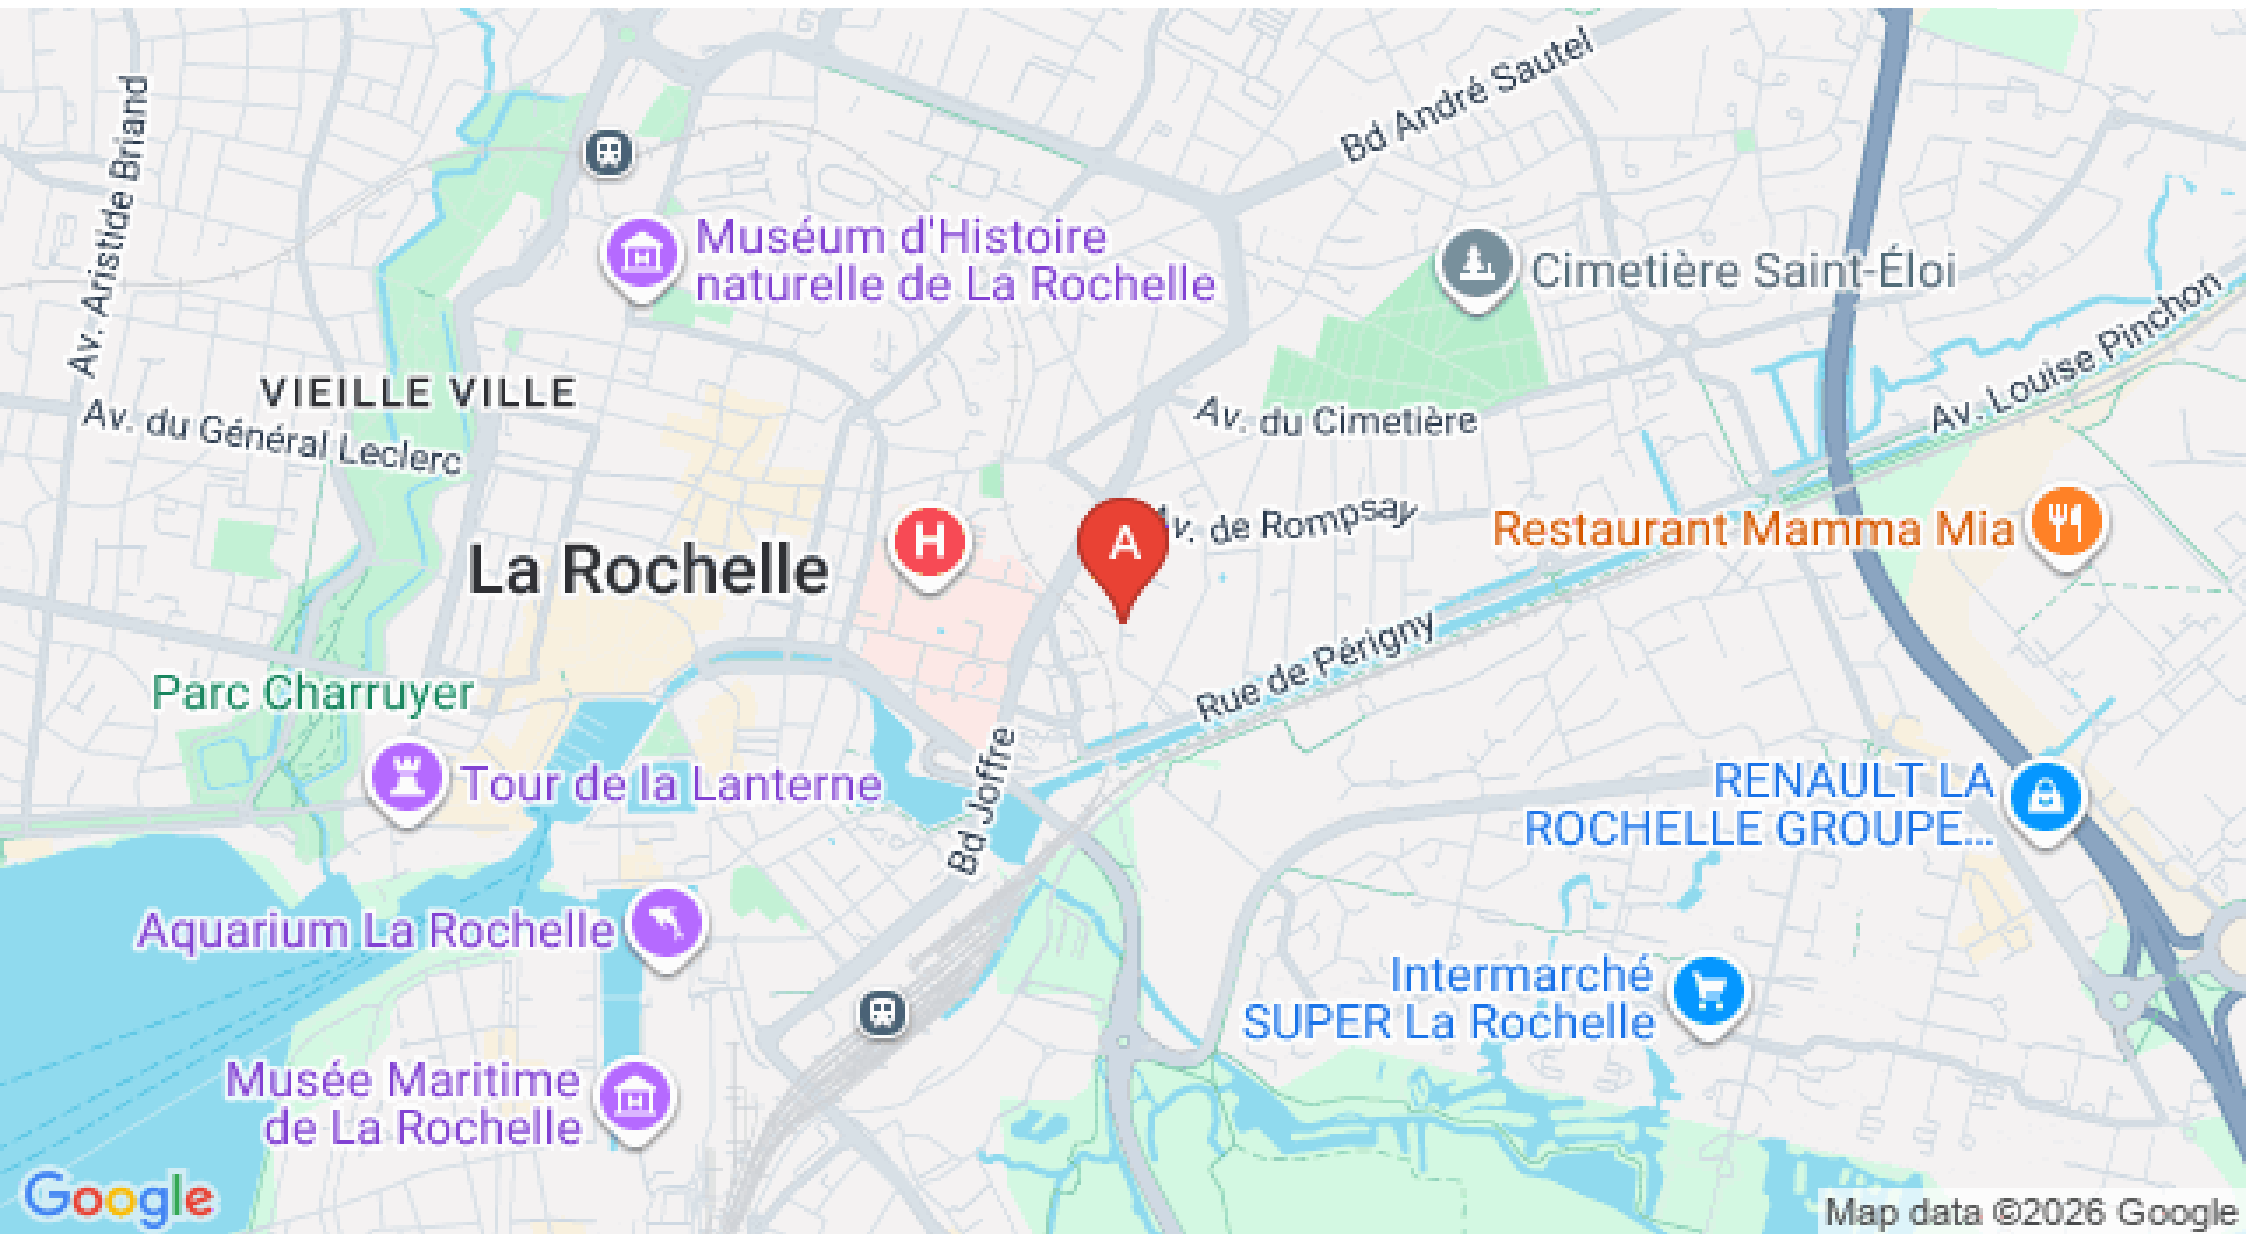 Bd André Sautel
Av. Aristide Briand
Muséum d'Histoire
naturelle de La Rochelle
Cimetière Saint-Éloi
Av. Louise Pinchon
VIEILLE VILLE
Av. du Général Leclerc
Av. du Cimetière
H
A
Av. de Rompsay
Restaurant Mamma Mia
La Rochelle
Rue de Périgny
Parc Charruyer
Tour de la Lanterne
Bd Joffre
RENAULT LA
ROCHELLE GROUPE...
Aquarium La Rochelle
Intermarché
SUPER La Rochelle
Musée Maritime
de La Rochelle
Google
Map data ©2026 Google